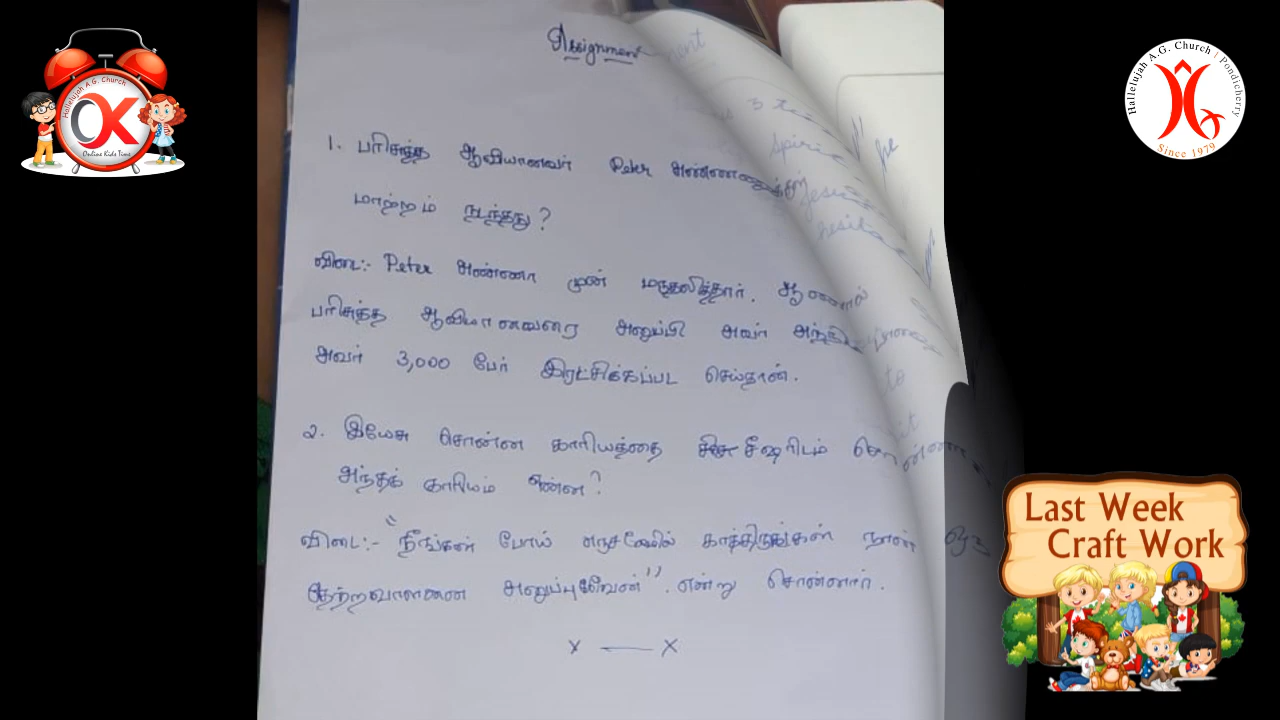 Assignment
1. பரிசுத்த ஆவியானவர் Peter
மாற்றம் நடந்தது?
விடை:- Peter அண்ணா முன் மறுதலித்தார். ஆனால்
பரிசுத்த ஆவியானவரை அனுப்பி அவர்
அவர் 3,000 பேர் இரட்சிக்கப்பட செய்தான்.
2. இயேசு சொன்ன காரியத்தை சீஷரிடம்
அந்தக் காரியம் என்ன?
விடை:- "நீங்கள் போய் எருசலேமில் காத்திருங்கள் நான் ஒரு
தேற்றவாளனை அனுப்புவேன்". என்று சொன்னார்.
x — x
Hallelujah A.G. Church
OK
Online Kids Time
Hallelujah A.G. Church | Pondicherry
Since 1979
Last Week
Craft Work